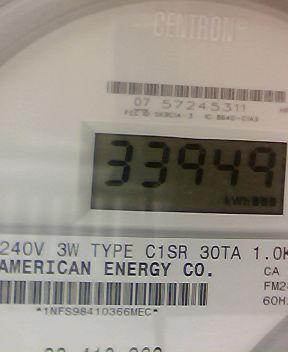 CENTRON®
07 57245311
33949
kWh
240V 3W TYPE C1SR 30TA 1.0K
AMERICAN ENERGY CO.
CA
FM2
60H
*1NFS98410366MEC*